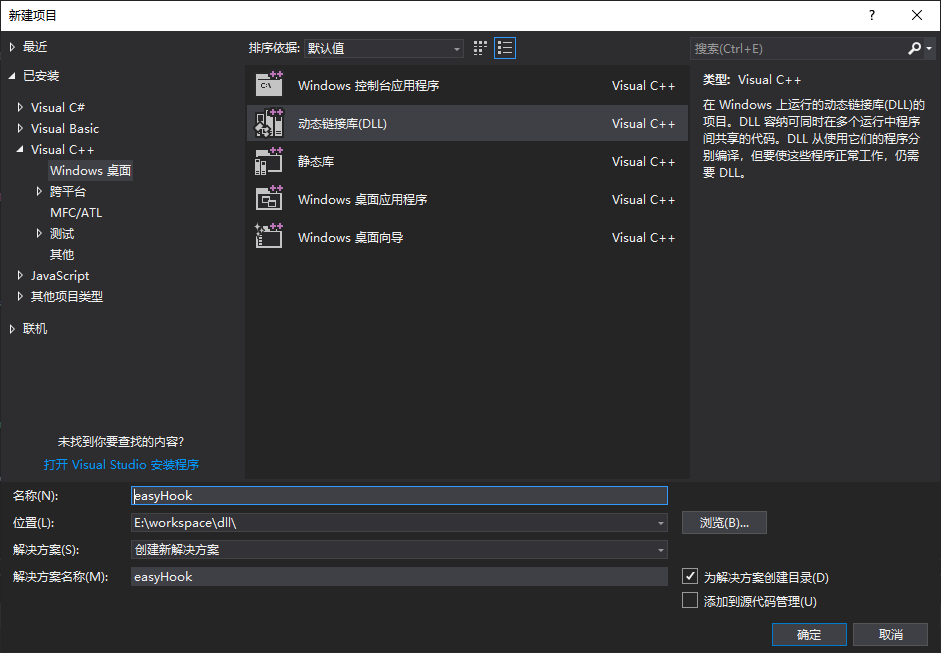 新建项目
?
最近
已安装
Visual C#
Visual Basic
Visual C++
Windows 桌面
跨平台
MFC/ATL
测试
其他
JavaScript
其他项目类型
联机
未找到你要查找的内容?
打开 Visual Studio 安装程序
排序依据: 默认值
Windows 控制台应用程序 Visual C++
动态链接库(DLL) Visual C++
静态库 Visual C++
Windows 桌面应用程序 Visual C++
Windows 桌面向导 Visual C++
搜索(Ctrl+E)
类型: Visual C++
在 Windows 上运行的动态链接库(DLL)的
项目。DLL 容纳可同时在多个运行中程序
间共享的代码。DLL 从使用它们的程序分
别编译，但要使这些程序正常工作，仍需
要 DLL。
名称(N): easyHook
位置(L): E:\workspace\dll\ 浏览(B)...
解决方案(S): 创建新解决方案
解决方案名称(M): easyHook
为解决方案创建目录(D)
添加到源代码管理(U)
确定 取消